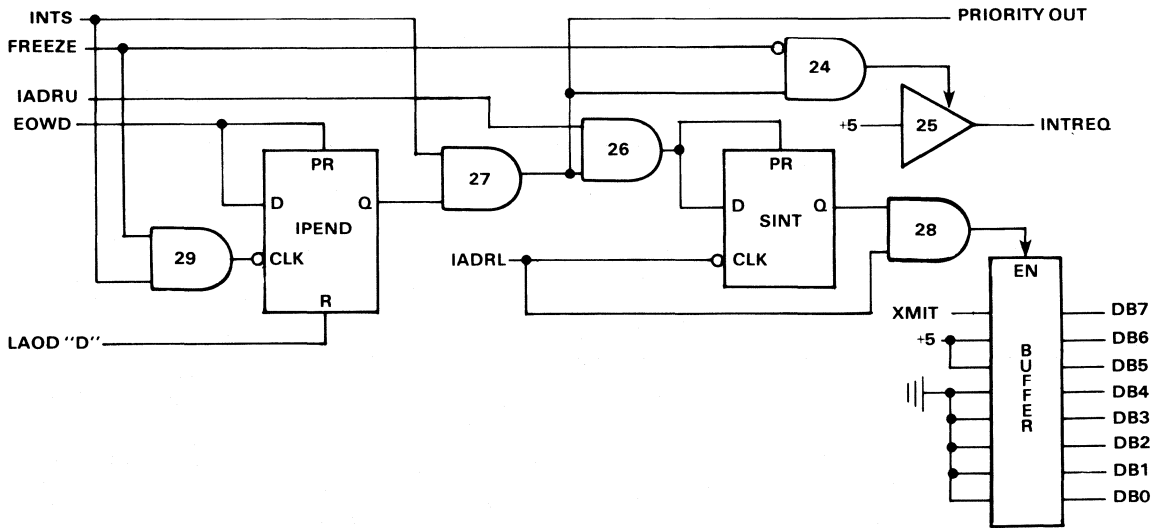 INTS
PRIORITY OUT
FREEZE
24
IADRU
+5
25
INTREQ
EOWD
26
PR
PR
27
D
Q
IPEND
D
Q
SINT
28
29
CLK
IADRL
CLK
EN
R
XMIT
DB7
LAOD "D"
+5
DB6
BUFFER
DB5
DB4
DB3
DB2
DB1
DB0